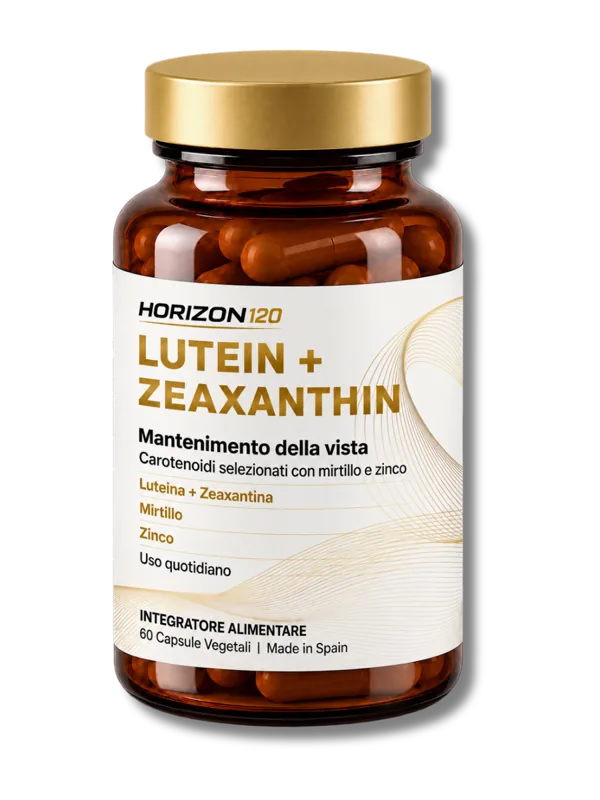 HORIZON120
LUTEIN +
ZEAXANTHIN
Mantenimento della vista
Carotenoidi selezionati con mirtillo e zinco
Luteina + Zeaxantina
Mirtillo
Zinco
Uso quotidiano
INTEGRATORE ALIMENTARE
60 Capsule Vegetali | Made in Spain